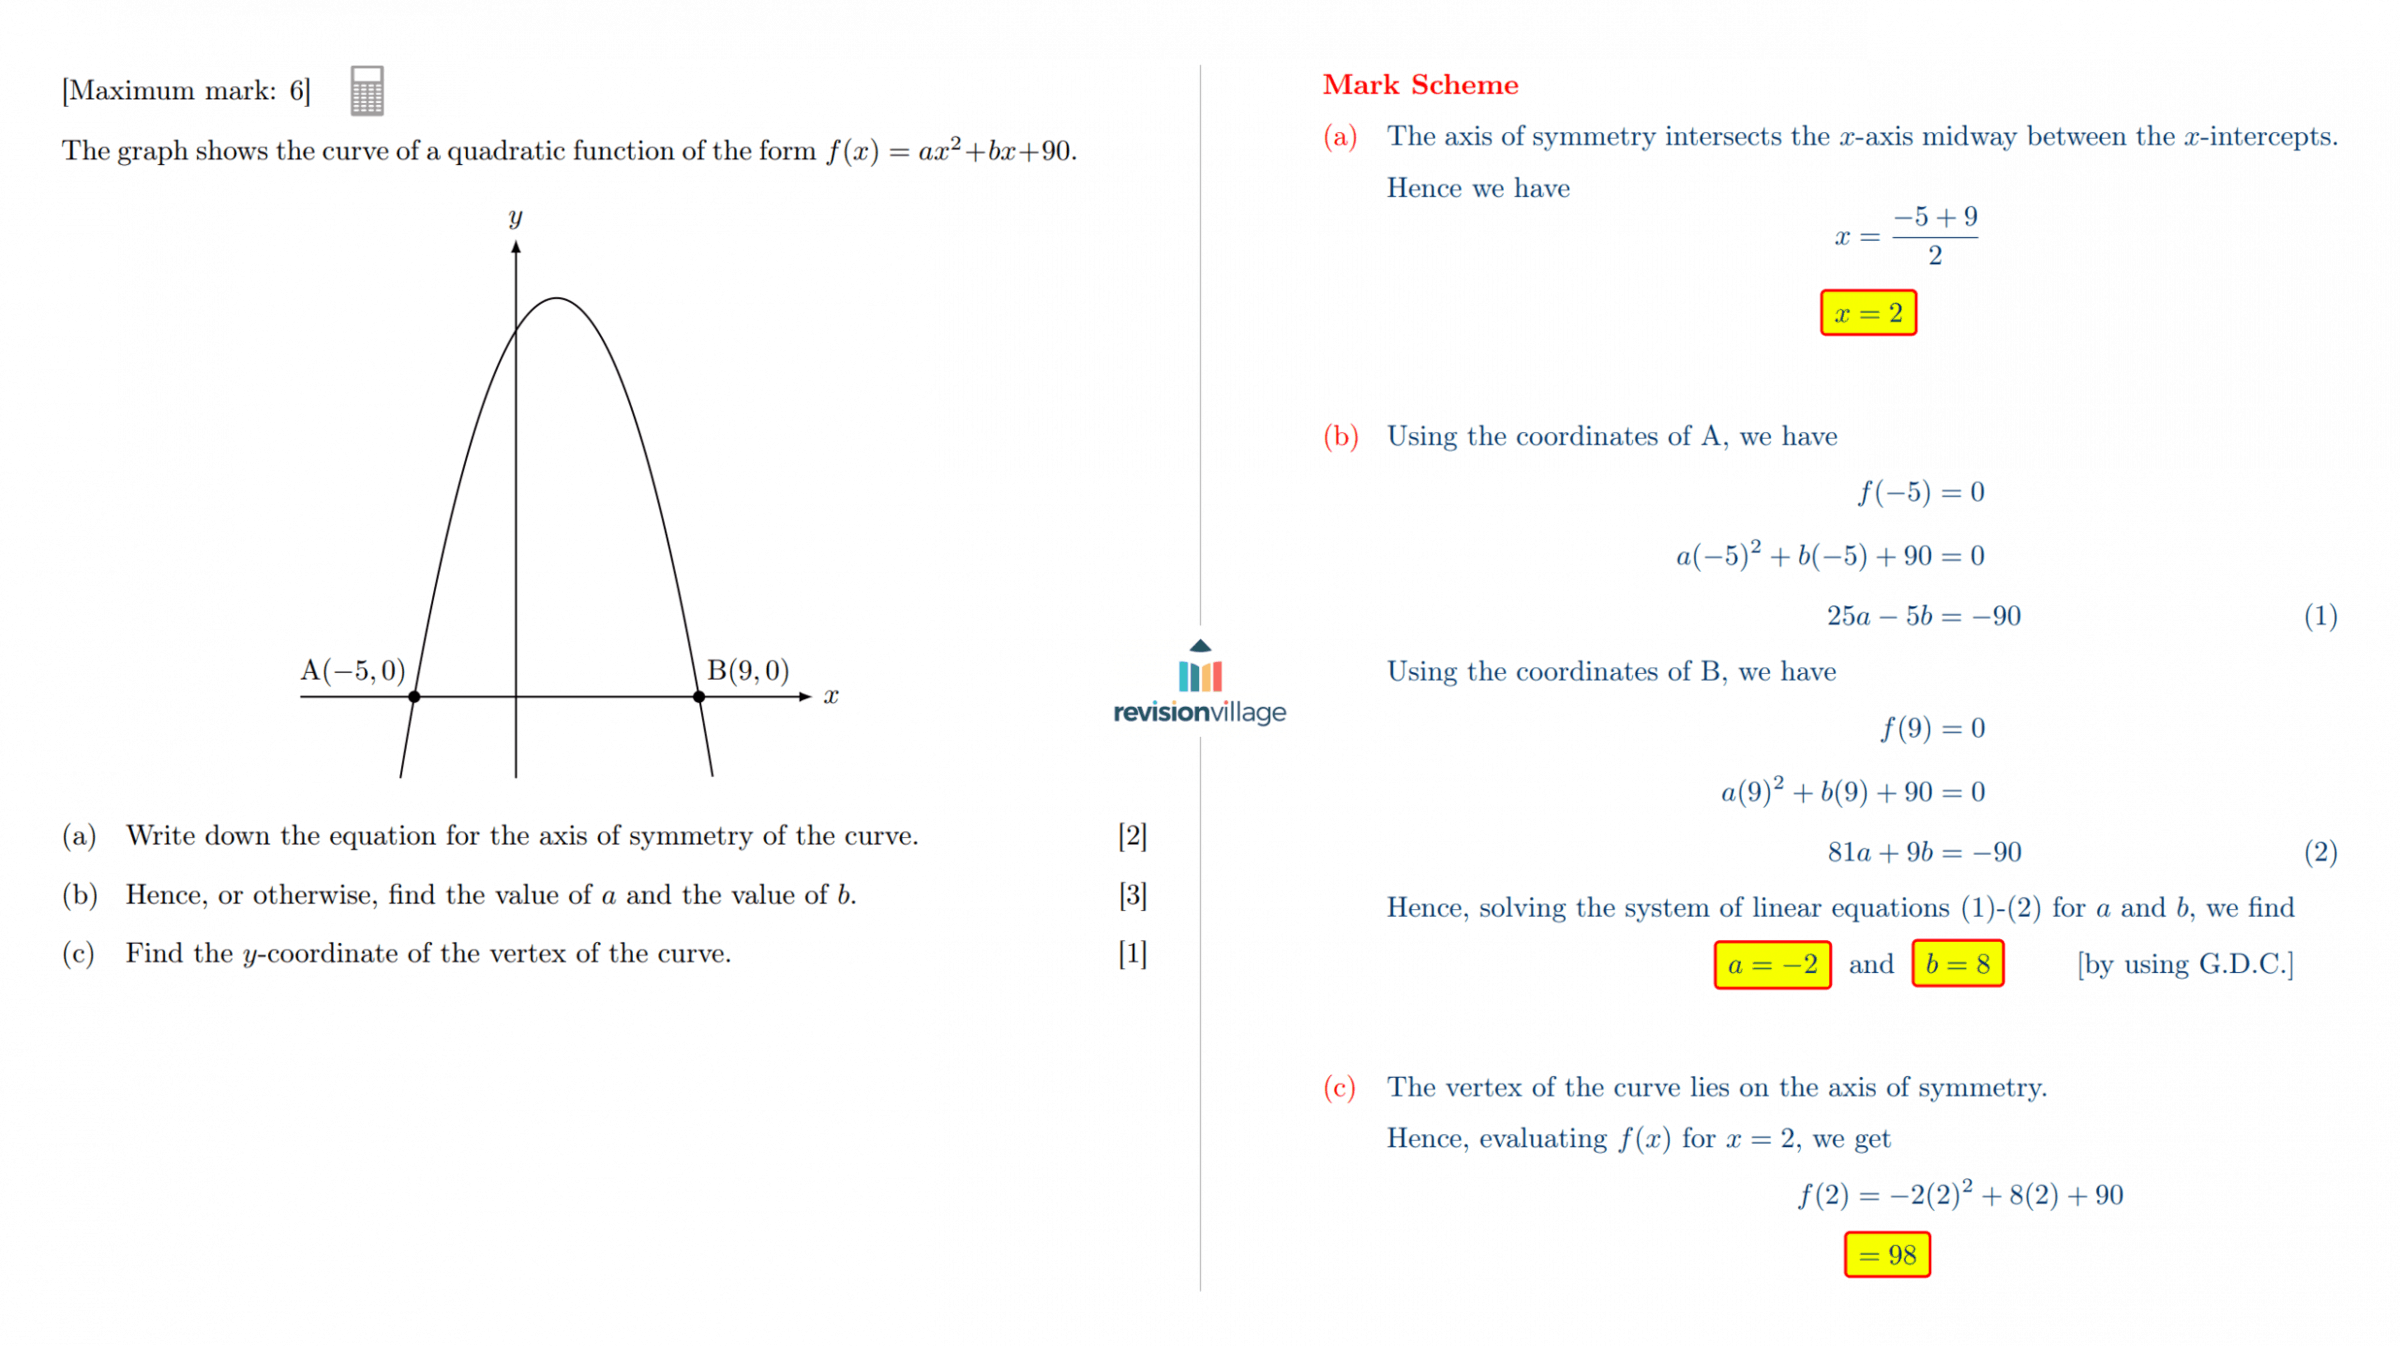 [Maximum mark: 6]
The graph shows the curve of a quadratic function of the form f(x) = ax²+bx+90.
y
A(−5,0)
B(9,0)
x
(a) Write down the equation for the axis of symmetry of the curve. [2]
(b) Hence, or otherwise, find the value of a and the value of b. [3]
(c) Find the y-coordinate of the vertex of the curve. [1]
revisionvillage
Mark Scheme
(a) The axis of symmetry intersects the x-axis midway between the x-intercepts.
Hence we have
x = (−5 + 9)/2
x = 2
(b) Using the coordinates of A, we have
f(−5) = 0
a(−5)² + b(−5) + 90 = 0
25a − 5b = −90 (1)
Using the coordinates of B, we have
f(9) = 0
a(9)² + b(9) + 90 = 0
81a + 9b = −90 (2)
Hence, solving the system of linear equations (1)-(2) for a and b, we find
a = −2 and b = 8 [by using G.D.C.]
(c) The vertex of the curve lies on the axis of symmetry.
Hence, evaluating f(x) for x = 2, we get
f(2) = −2(2)² + 8(2) + 90
= 98